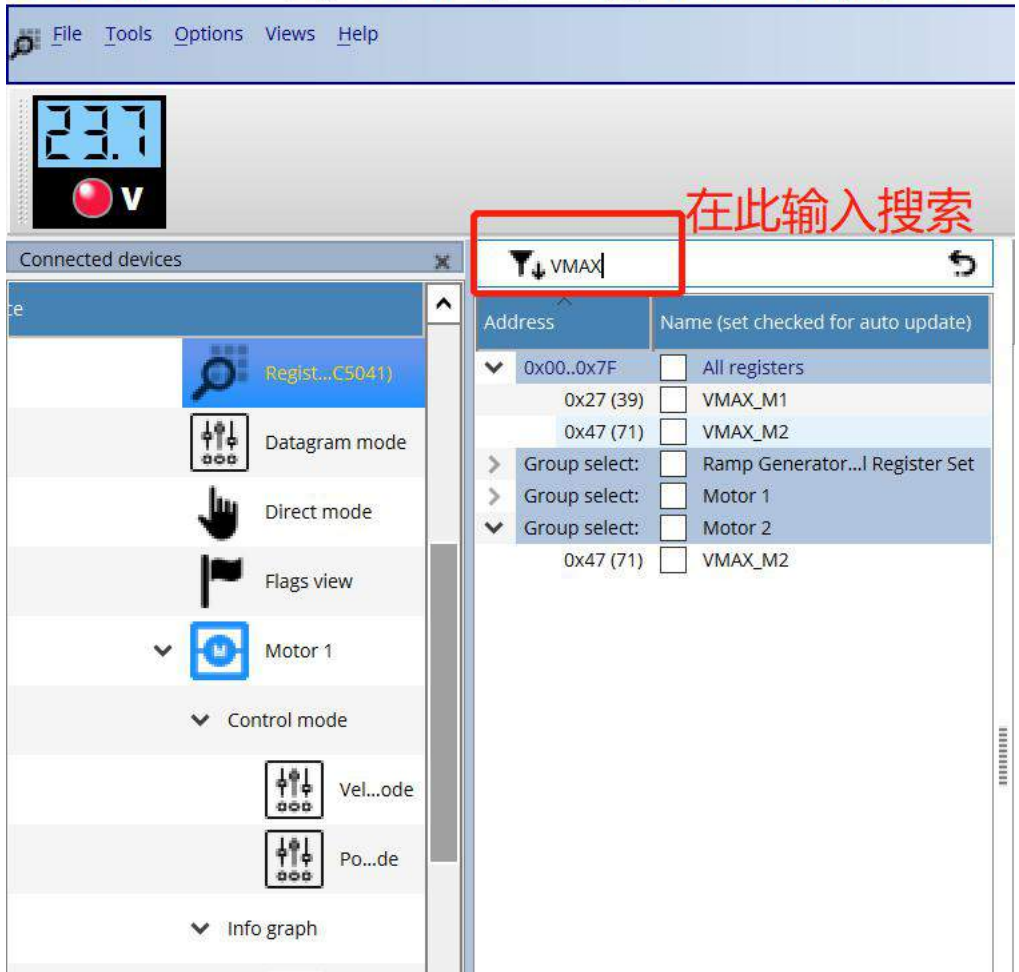 File Tools Options Views Help
23.7
V
在此输入搜索
Connected devices
VMAX
ce
Address Name (set checked for auto update)
Regist...C5041)
0x00..0x7F All registers
0x27 (39) VMAX_M1
Datagram mode
0x47 (71) VMAX_M2
Group select: Ramp Generator...l Register Set
Direct mode
Group select: Motor 1
Group select: Motor 2
0x47 (71) VMAX_M2
Flags view
Motor 1
Control mode
Vel...ode
Po...de
Info graph